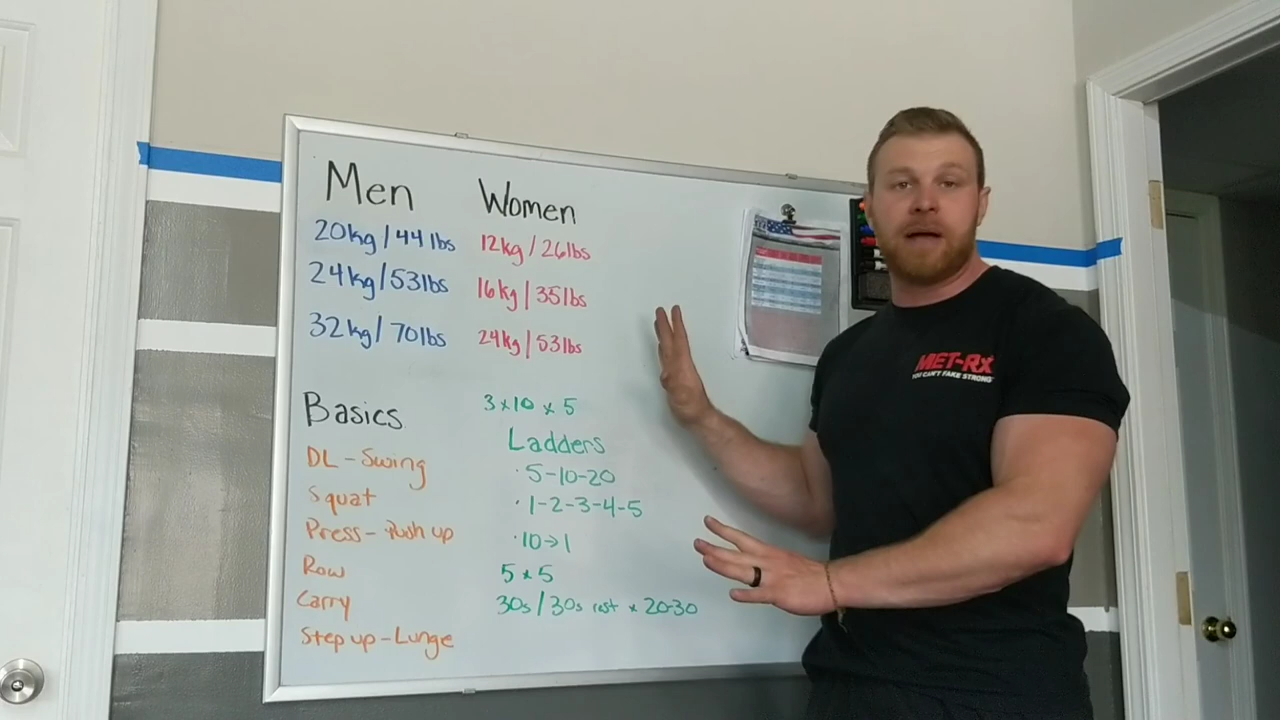 Men
20kg/44lbs
24kg/53lbs
32kg/70lbs
Women
12kg/26lbs
16kg/35lbs
24kg/53lbs
Basics
DL-Swing
Squat
Press-Push up
Row
Carry
Step up-Lunge
3x10 x 5
Ladders
·5-10-20
·1-2-3-4-5
·10→1
5x5
30s/30s rest x 20-30
MET-RX
YOU CAN'T FAKE STRONG